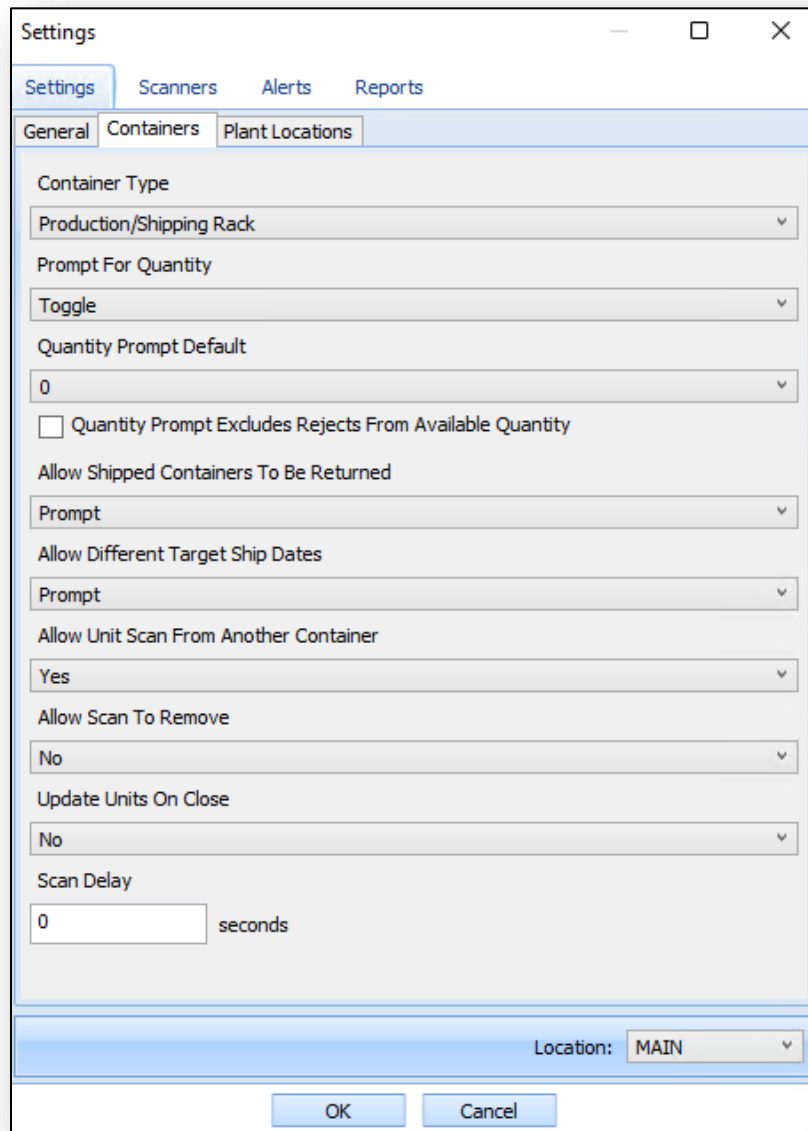 Settings
Settings Scanners Alerts Reports
General Containers Plant Locations
Container Type
Production/Shipping Rack
Prompt For Quantity
Toggle
Quantity Prompt Default
0
Quantity Prompt Excludes Rejects From Available Quantity
Allow Shipped Containers To Be Returned
Prompt
Allow Different Target Ship Dates
Prompt
Allow Unit Scan From Another Container
Yes
Allow Scan To Remove
No
Update Units On Close
No
Scan Delay
0 seconds
Location: MAIN
OK Cancel